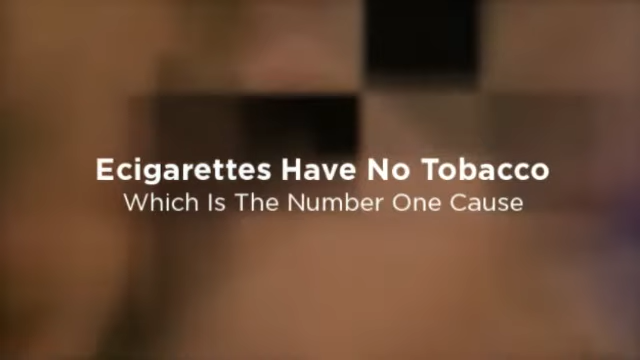 Ecigarettes Have No Tobacco
Which Is The Number One Cause